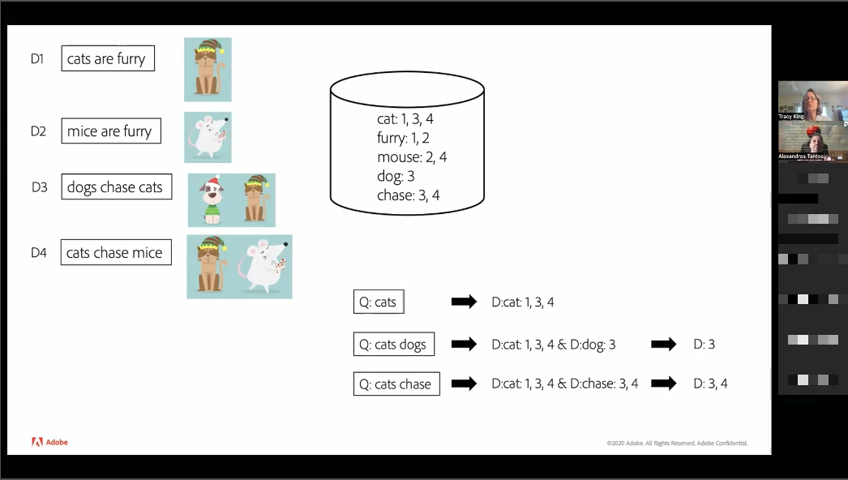 D1 cats are furry
D2 mice are furry
D3 dogs chase cats
D4 cats chase mice
cat: 1, 3, 4
furry: 1, 2
mouse: 2, 4
dog: 3
chase: 3, 4
Q: cats D:cat: 1, 3, 4
Q: cats dogs D:cat: 1, 3, 4 & D:dog: 3 D: 3
Q: cats chase D:cat: 1, 3, 4 & D:chase: 3, 4 D: 3, 4
Adobe
©2020 Adobe. All Rights Reserved. Adobe Confidential.
Tracy King
Alexandros Tantos